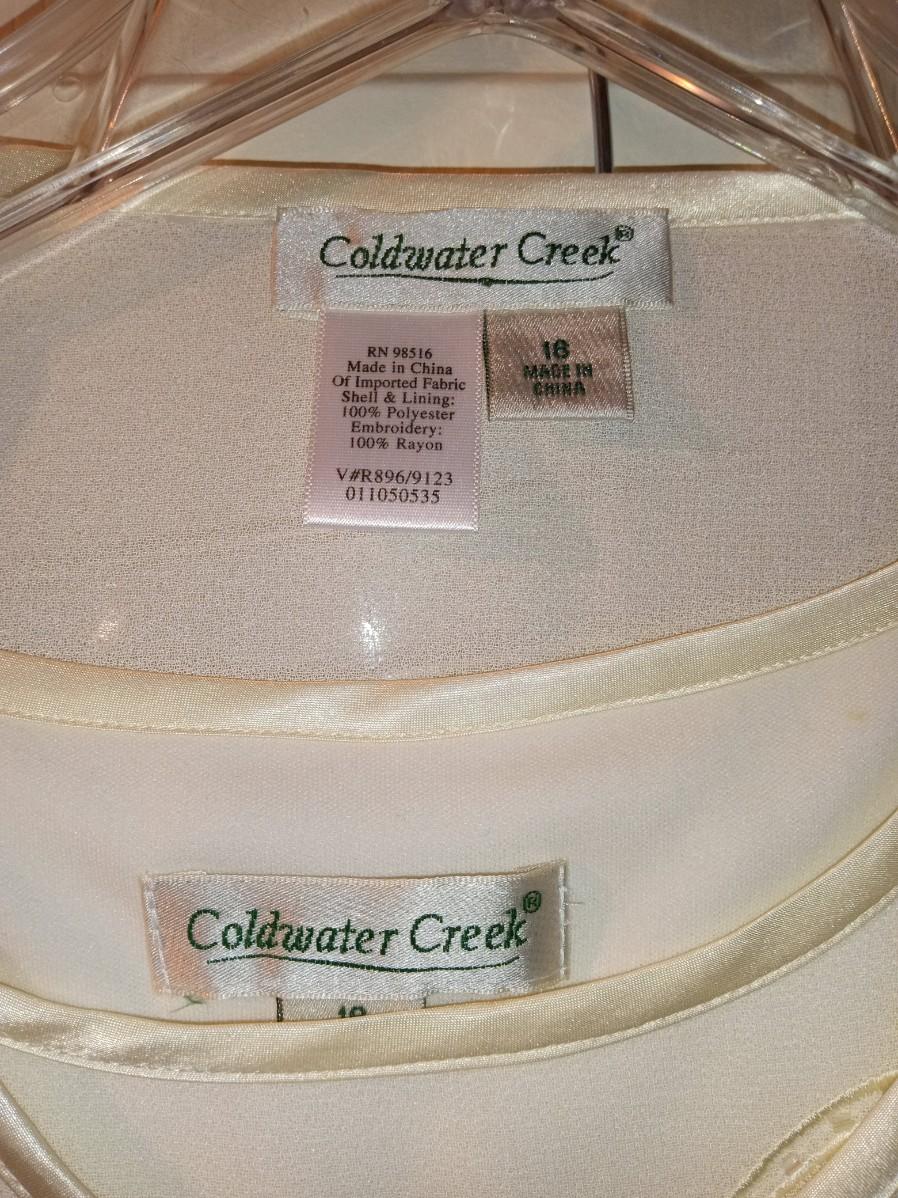 Coldwater Creek®
RN 98516
Made in China
Of Imported Fabric
Shell & Lining:
100% Polyester
Embroidery:
100% Rayon
V#R896/9123
011050535
16
MADE IN
CHINA
Coldwater Creek®